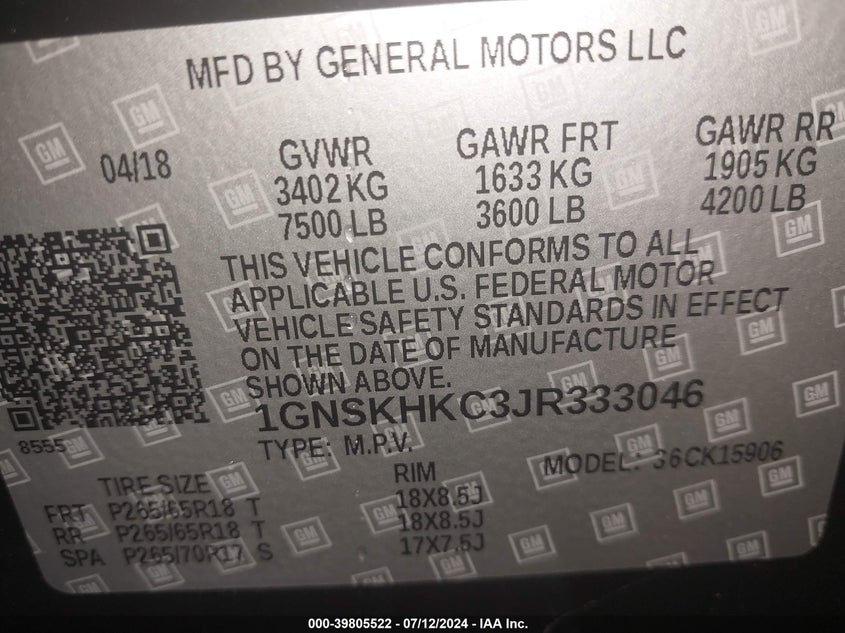 MFD BY GENERAL MOTORS LLC
04/18 GVWR GAWR FRT GAWR RR
3402 KG 1633 KG 1905 KG
7500 LB 3600 LB 4200 LB
THIS VEHICLE CONFORMS TO ALL
APPLICABLE U.S. FEDERAL MOTOR
VEHICLE SAFETY STANDARDS IN EFFECT
ON THE DATE OF MANUFACTURE
SHOWN ABOVE.
1GNSKHKC3JR333046
8555 TYPE: M.P.V. MODEL: 36CK15906
TIRE SIZE RIM
FRT P265/65R18 T 18X8.5J
RR P265/65R18 T 18X8.5J
SPA P265/70R17 S 17X7.5J
GM
000-39805522 - 07/12/2024 - IAA Inc.